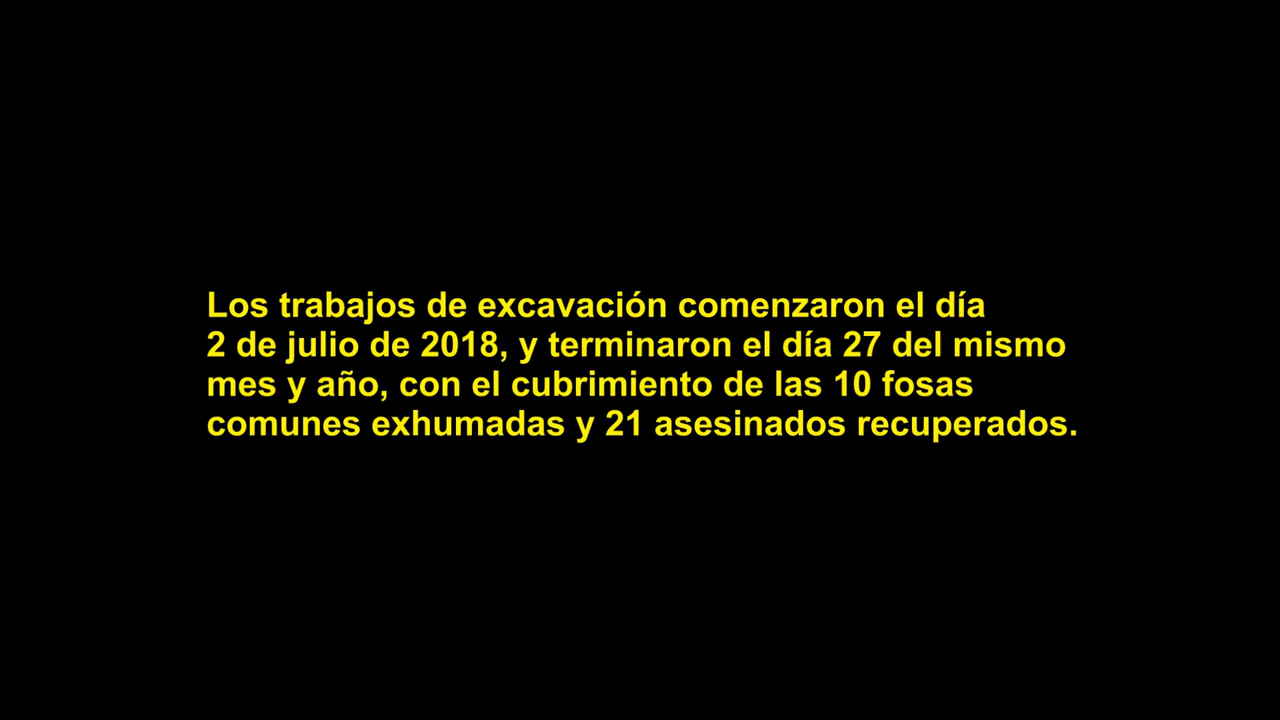 Los trabajos de excavación comenzaron el día
2 de julio de 2018, y terminaron el día 27 del mismo
mes y año, con el cubrimiento de las 10 fosas
comunes exhumadas y 21 asesinados recuperados.